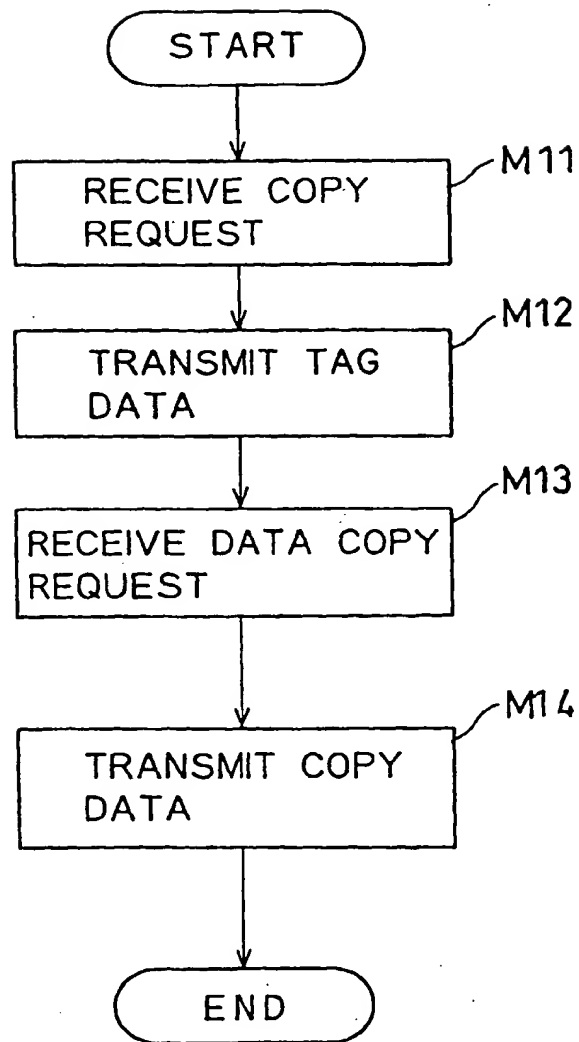 START
M11
RECEIVE COPY
REQUEST
M12
TRANSMIT TAG
DATA
M13
RECEIVE DATA COPY
REQUEST
M14
TRANSMIT COPY
DATA
END